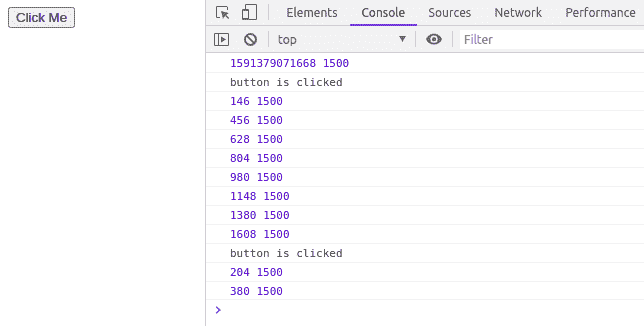 Click Me
Elements Console Sources Network Performance
top Filter
1591379071668 1500
button is clicked
146 1500
456 1500
628 1500
804 1500
980 1500
1148 1500
1380 1500
1608 1500
button is clicked
204 1500
380 1500
>